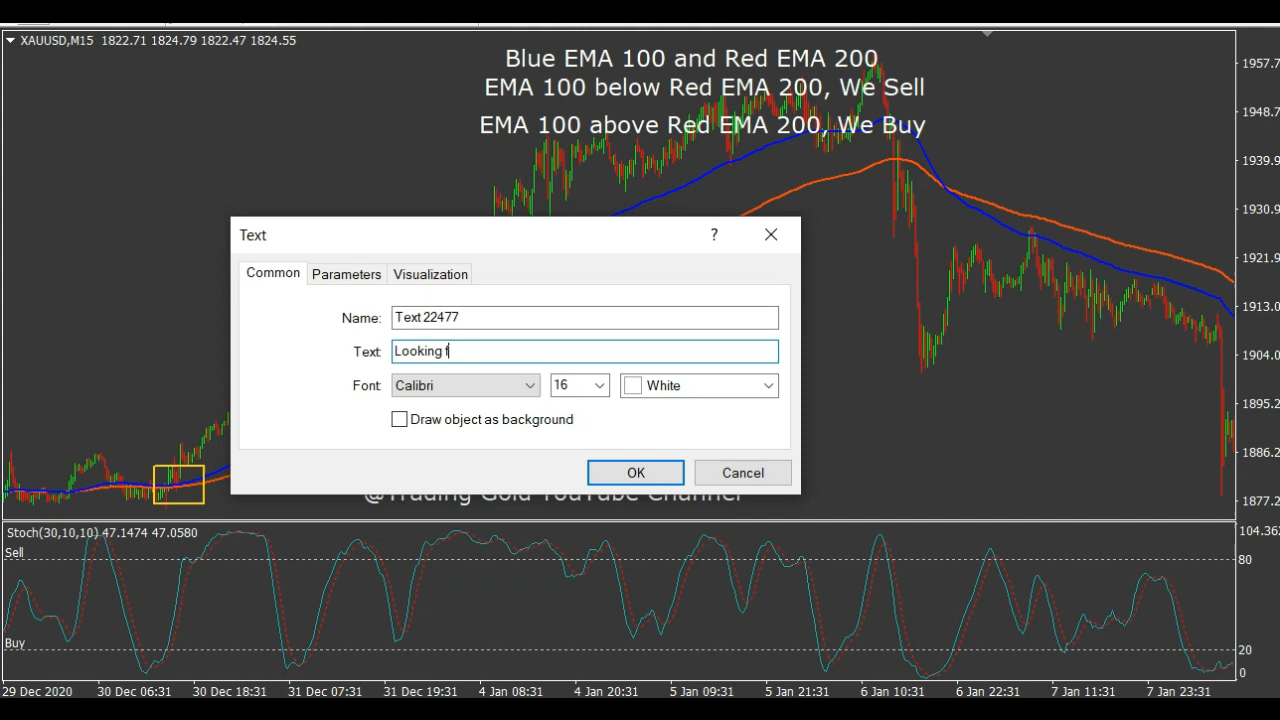 XAUUSD,M15 1822.71 1824.79 1822.47 1824.55
Blue EMA 100 and Red EMA 200
EMA 100 below Red EMA 200, We Sell
EMA 100 above Red EMA 200, We Buy
1957.7
1948.7
1939.9
1930.9
1921.9
1913.0
1904.0
1895.2
1886.2
1877.2
Text
?
Common
Parameters
Visualization
Name:
Text22477
Text:
Looking f
Font:
Calibri
16
White
Draw object as background
OK
Cancel
@Trading Gold YouTube Channel
Stoch(30,10,10) 47.1474 47.0580
104.362
Sell
80
Buy
20
0
29 Dec 2020
30 Dec 06:31
30 Dec 18:31
31 Dec 07:31
31 Dec 19:31
4 Jan 08:31
4 Jan 20:31
5 Jan 09:31
5 Jan 21:31
6 Jan 10:31
6 Jan 22:31
7 Jan 11:31
7 Jan 23:31